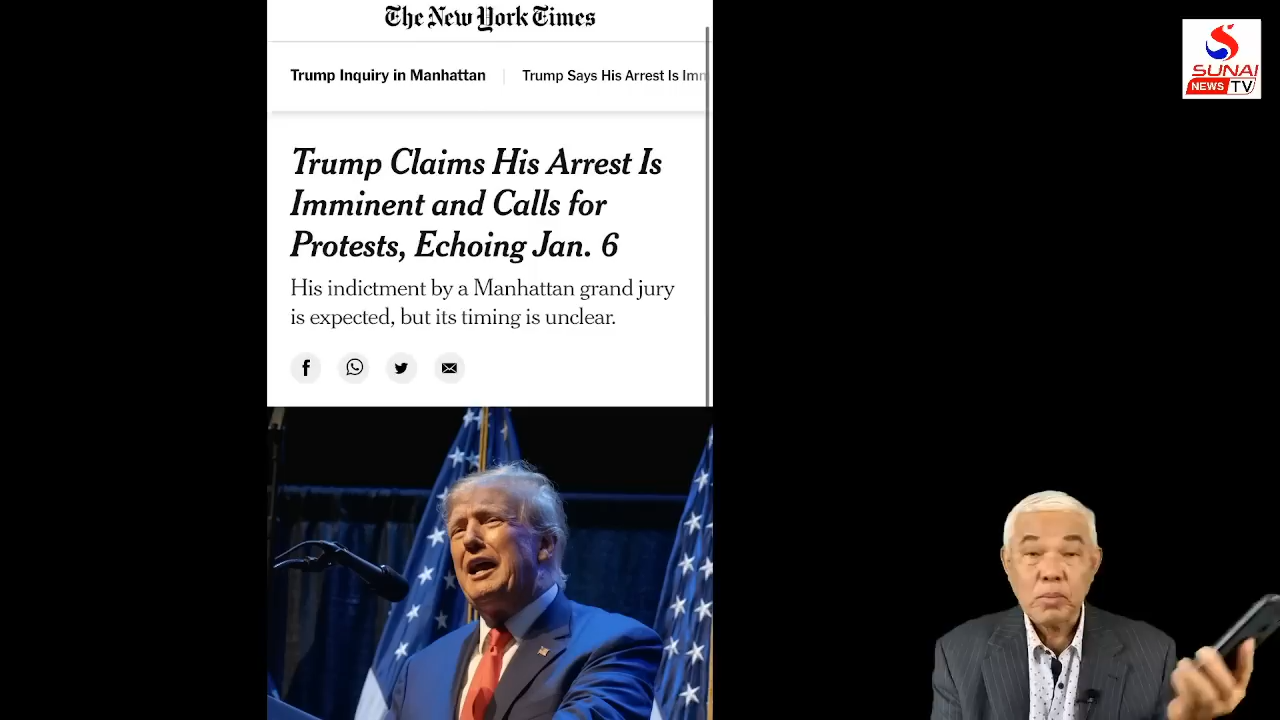 The New York Times
Trump Inquiry in Manhattan
Trump Says His Arrest Is
Trump Claims His Arrest Is
Imminent and Calls for
Protests, Echoing Jan. 6
His indictment by a Manhattan grand jury
is expected, but its timing is unclear.
SUNAI
NEWS TV